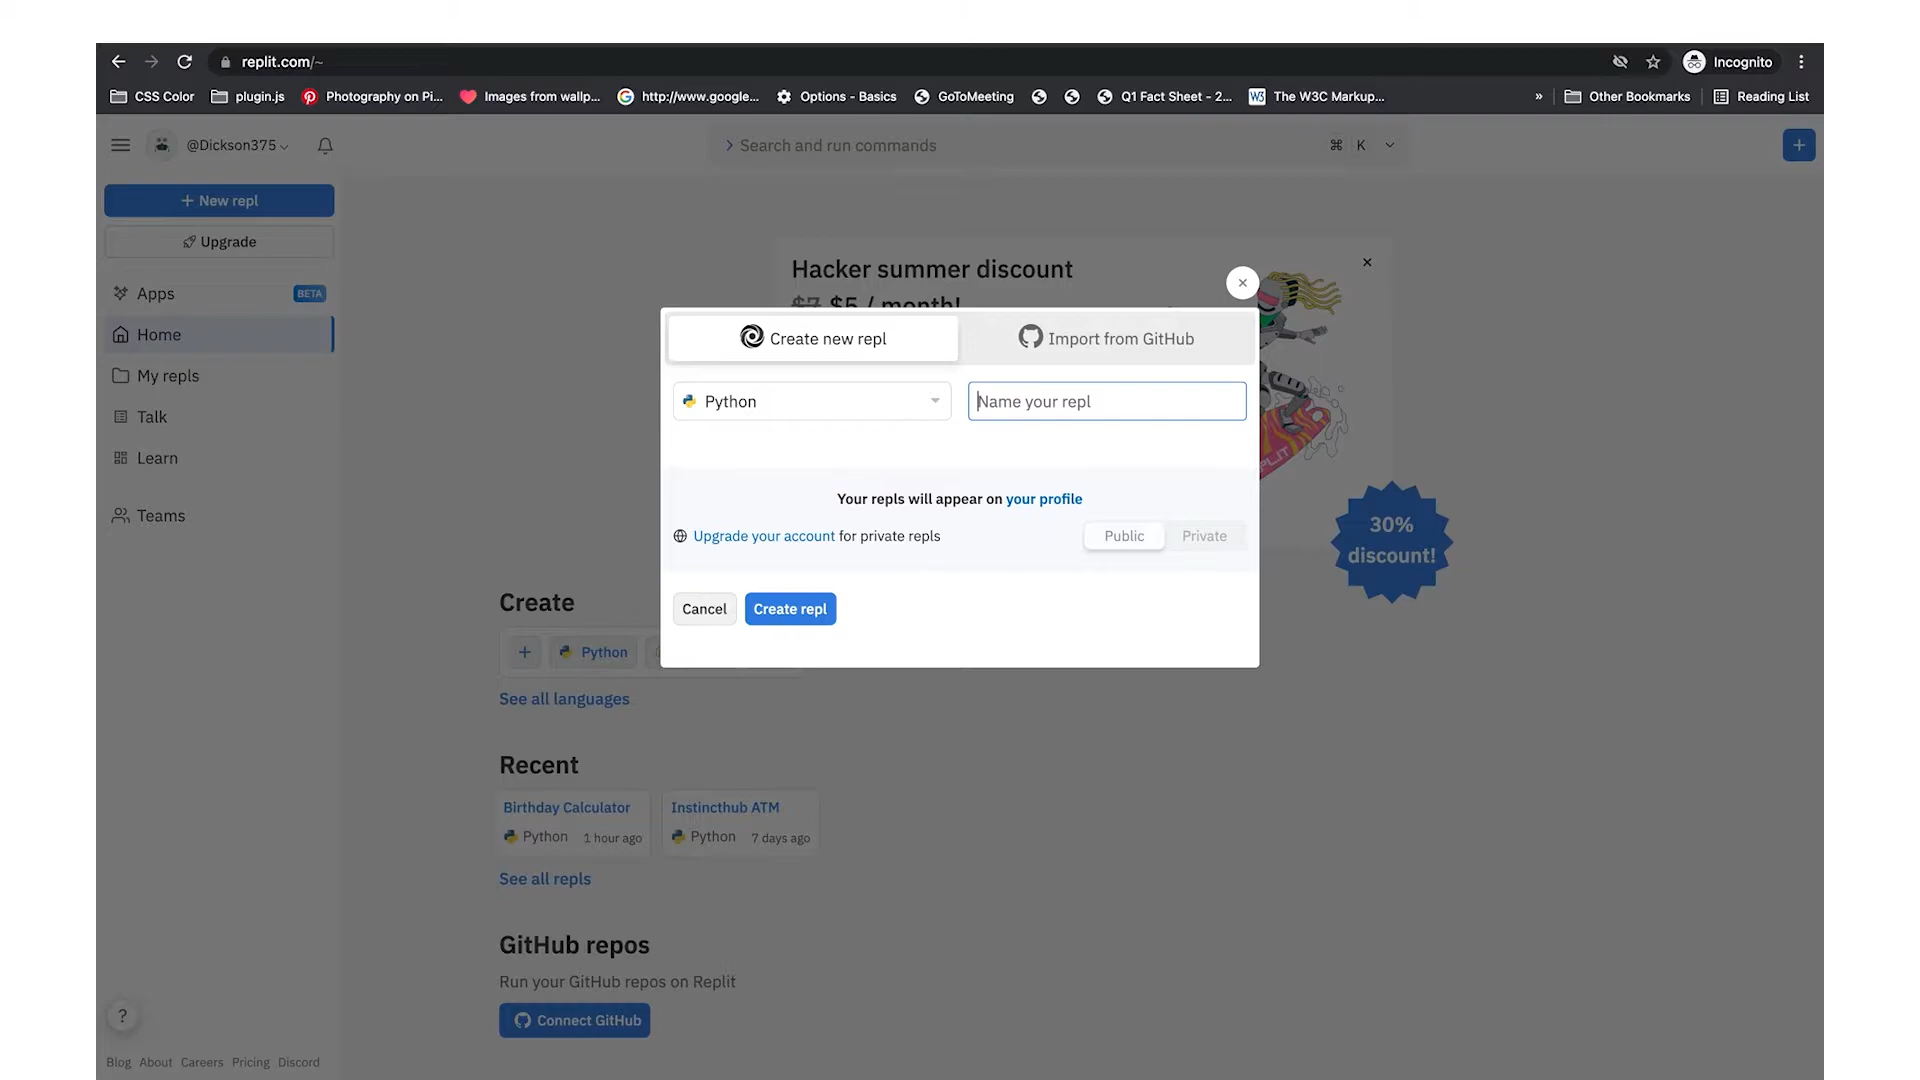 replit.com/~
Incognito
CSS Color
plugin.js
Photography on Pi...
Images from wallp...
http://www.google...
Options - Basics
GoToMeeting
Q1 Fact Sheet - 2...
W3
The W3C Markup...
»
Other Bookmarks
Reading List
@Dickson375
> Search and run commands
⌘ K
+
+ New repl
Upgrade
Apps
BETA
Home
My repls
Talk
Learn
Teams
Hacker summer discount
$7 $5 / month!
30%
discount!
Create new repl
Import from GitHub
Python
Name your repl
Your repls will appear on your profile
Upgrade your account for private repls
Public
Private
Cancel
Create repl
Create
+
Python
See all languages
Recent
Birthday Calculator
Python 1 hour ago
Instincthub ATM
Python 7 days ago
See all repls
GitHub repos
Run your GitHub repos on Replit
Connect GitHub
?
Blog About Careers Pricing Discord